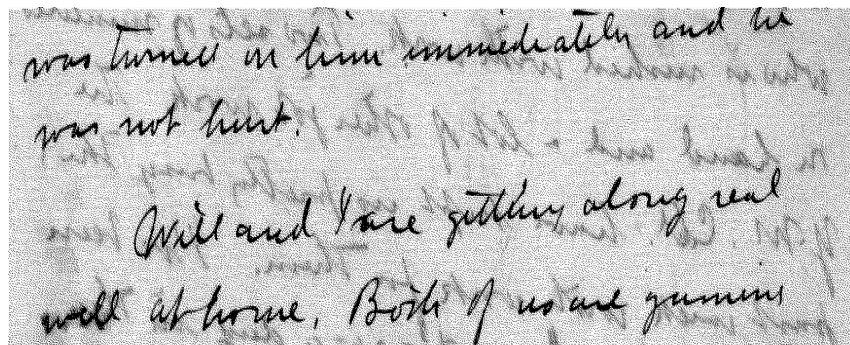 was turned on him immediately and he
was not hurt.
Will and I are getting along real
well at home. Both of us are